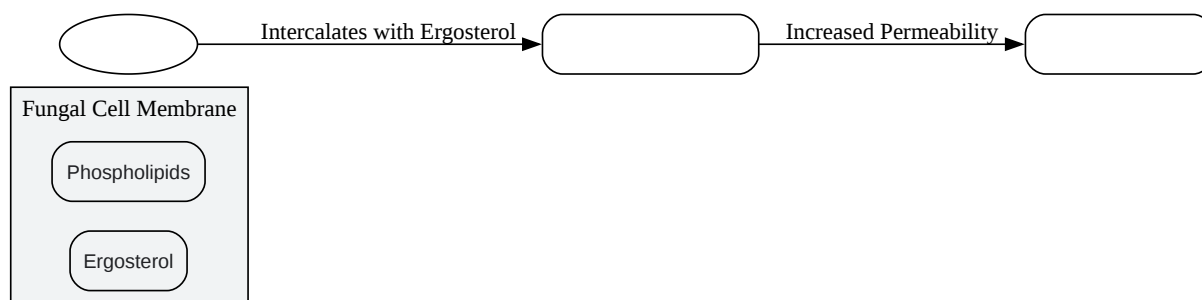 Intercalates with Ergosterol
Increased Permeability
Fungal Cell Membrane
Phospholipids
Ergosterol